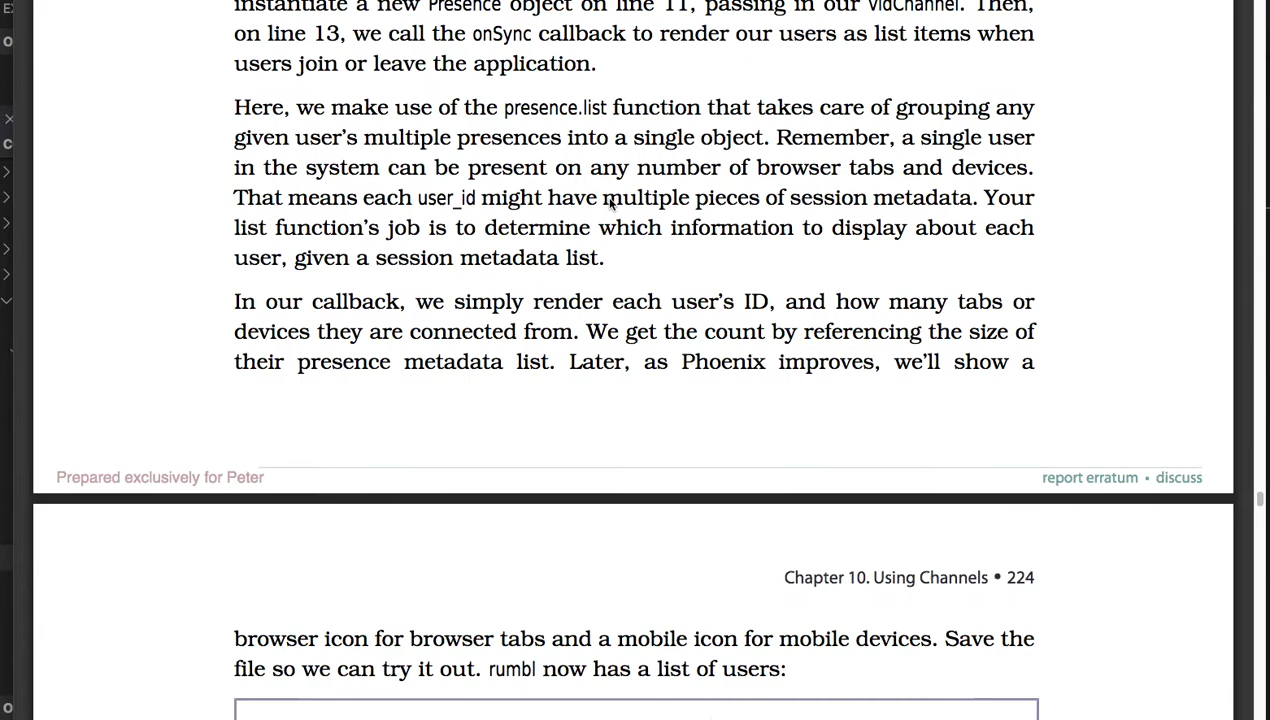 instantiate a new Presence object on line 11, passing in our vidChannel. Then,
on line 13, we call the onSync callback to render our users as list items when
users join or leave the application.
Here, we make use of the presence.list function that takes care of grouping any
given user's multiple presences into a single object. Remember, a single user
in the system can be present on any number of browser tabs and devices.
That means each user_id might have multiple pieces of session metadata. Your
list function's job is to determine which information to display about each
user, given a session metadata list.
In our callback, we simply render each user's ID, and how many tabs or
devices they are connected from. We get the count by referencing the size of
their presence metadata list. Later, as Phoenix improves, we'll show a
Prepared exclusively for Peter
report erratum • discuss
Chapter 10. Using Channels • 224
browser icon for browser tabs and a mobile icon for mobile devices. Save the
file so we can try it out. rumbl now has a list of users: